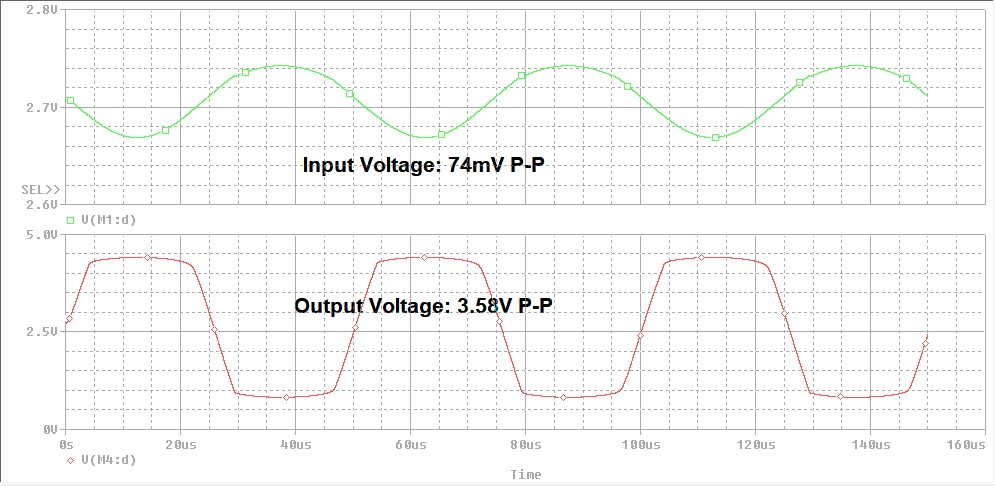 2.8V
2.7V
Input Voltage: 74mV P-P
SEL>>
2.6V
V(M1:d)
5.0V
Output Voltage: 3.58V P-P
2.5V
0V
0s 20us 40us 60us 80us 100us 120us 140us 160us
V(M4:d)
Time